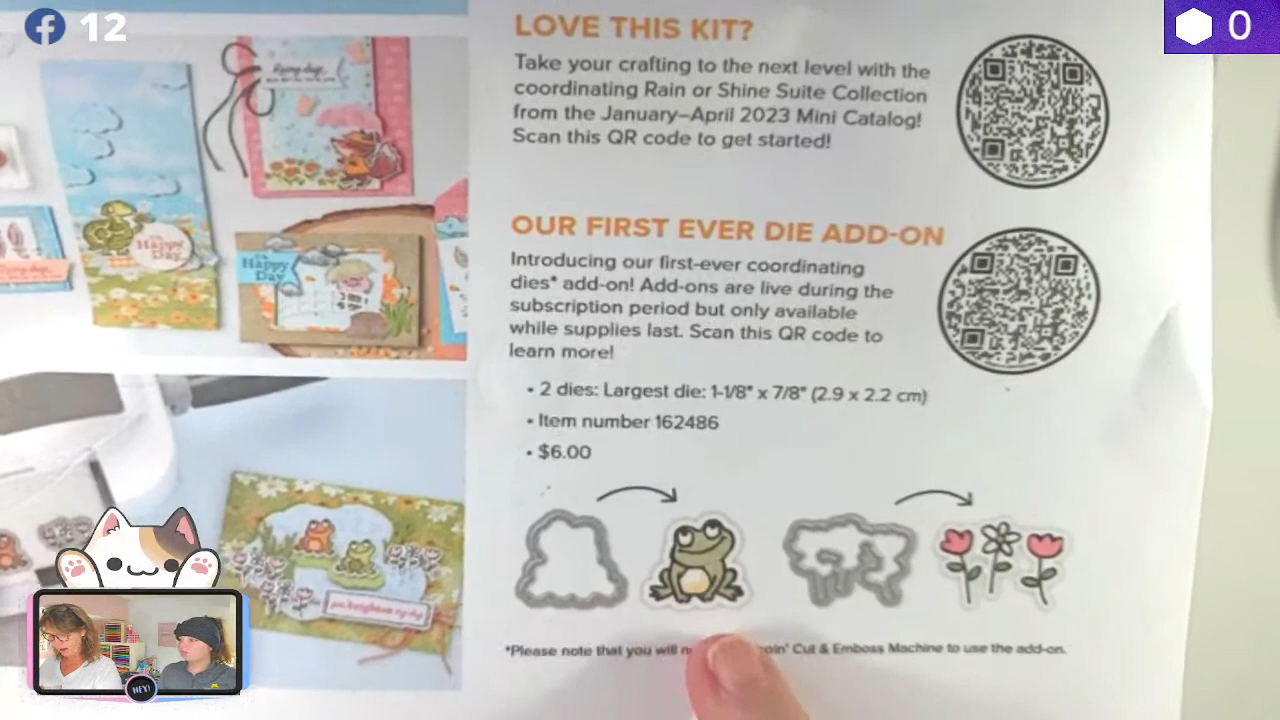 12
0
LOVE THIS KIT?
Take your crafting to the next level with the
coordinating Rain or Shine Suite Collection
from the January–April 2023 Mini Catalog!
Scan this QR code to get started!
OUR FIRST EVER DIE ADD-ON
Introducing our first-ever coordinating
dies* add-on! Add-ons are live during the
subscription period but only available
while supplies last. Scan this QR code to
learn more!
• 2 dies: Largest die: 1-1/8" x 7/8" (2.9 x 2.2 cm)
• Item number 162486
• $6.00
*Please note that you will Cut & Emboss Machine to use the add-on.
Rainy day
Happy
Day
Happy
Day
Rainy day
you brighten my day
HEY!